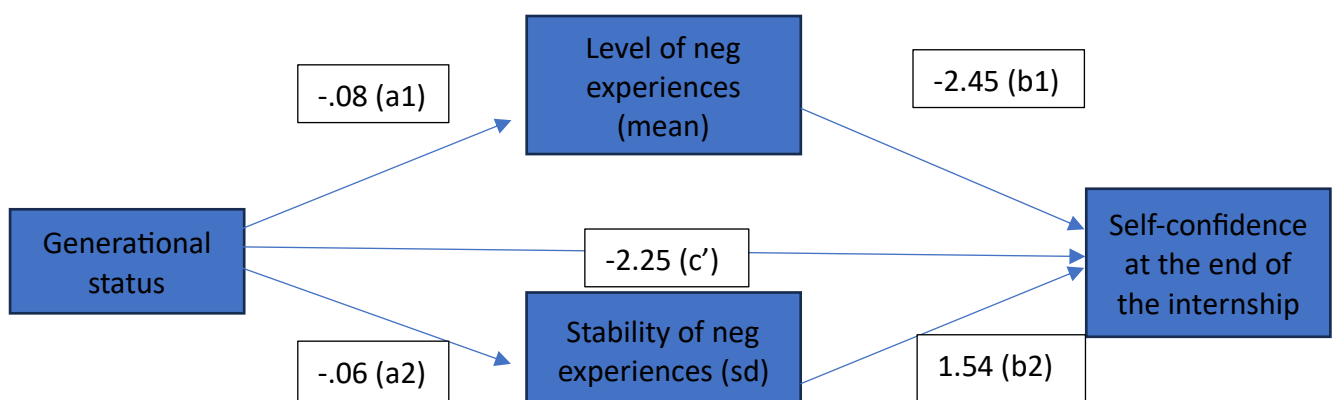 Level of neg
experiences
(mean)
-.08 (a1)
-2.45 (b1)
Generational
status
-2.25 (c’)
Self-confidence
at the end of
the internship
Stability of neg
experiences (sd)
-.06 (a2)
1.54 (b2)